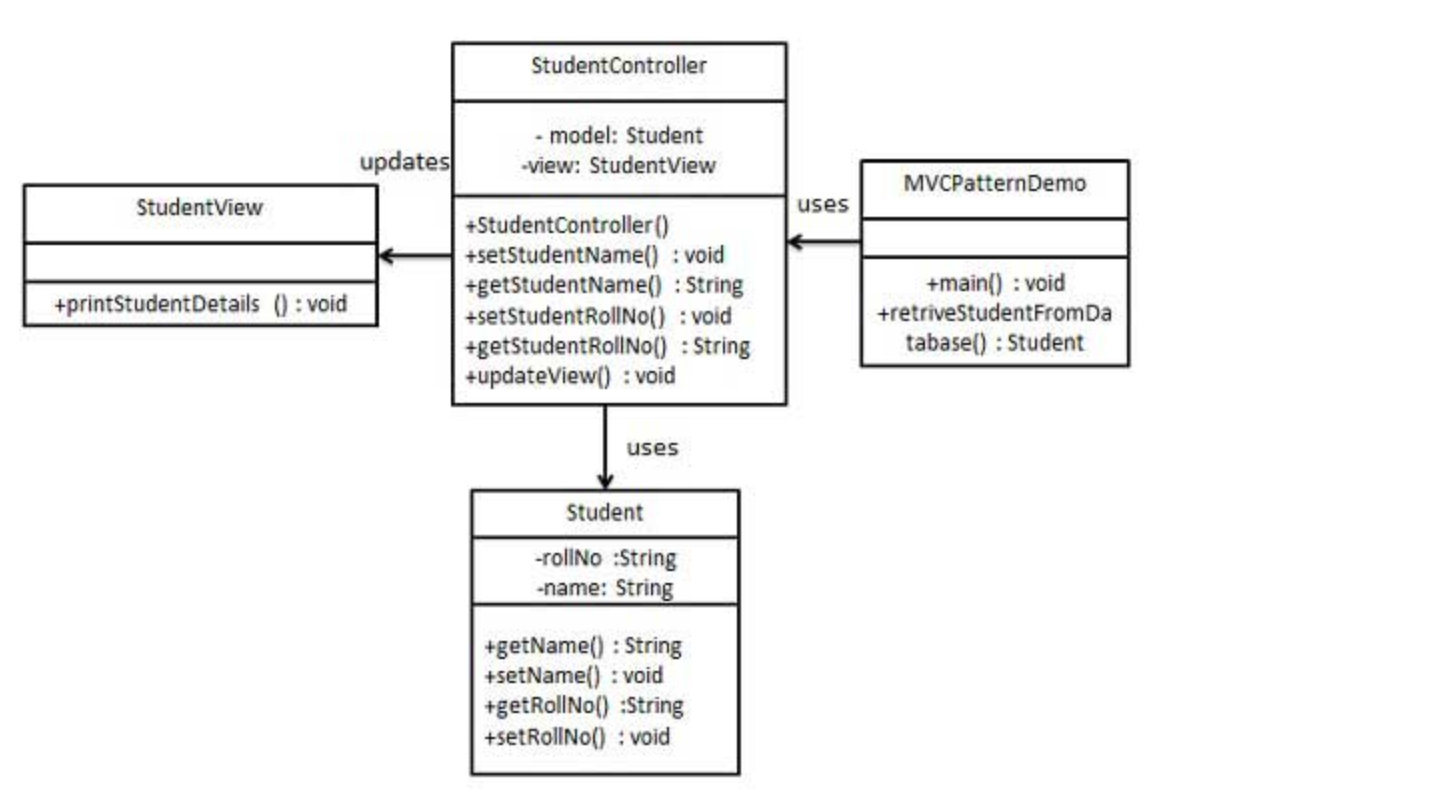 StudentController
- model: Student
-view: StudentView
+StudentController()
+setStudentName() : void
+getStudentName() : String
+setStudentRollNo() : void
+getStudentRollNo() : String
+updateView() : void
updates
StudentView
+printStudentDetails () : void
uses
MVCPatternDemo
+main() : void
+retriveStudentFromDa
tabase() : Student
uses
Student
-rollNo :String
-name: String
+getName() : String
+setName() : void
+getRollNo() :String
+setRollNo() : void